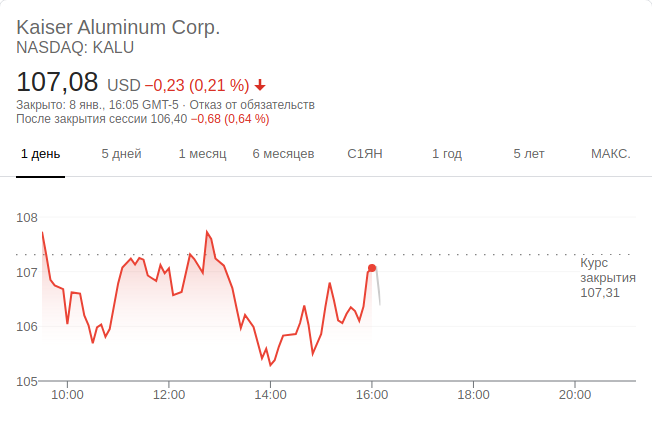 Kaiser Aluminum Corp.
NASDAQ: KALU
107,08 USD −0,23 (0,21 %)
Закрыто: 8 янв., 16:05 GMT-5 · Отказ от обязательств
После закрытия сессии 106,40 −0,68 (0,64 %)
1 день 5 дней 1 месяц 6 месяцев С1ЯН 1 год 5 лет МАКС.
108
107
106
105
Курс
закрытия
107,31
10:00 12:00 14:00 16:00 18:00 20:00